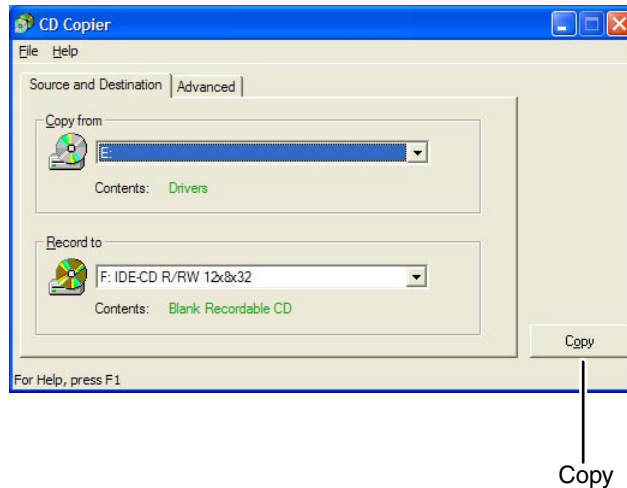 CD Copier
File Help
Source and Destination Advanced
Copy from
E:
Contents: Drivers
Record to
F: IDE-CD R/RW 12x8x32
Contents: Blank Recordable CD
Copy
For Help, press F1
Copy